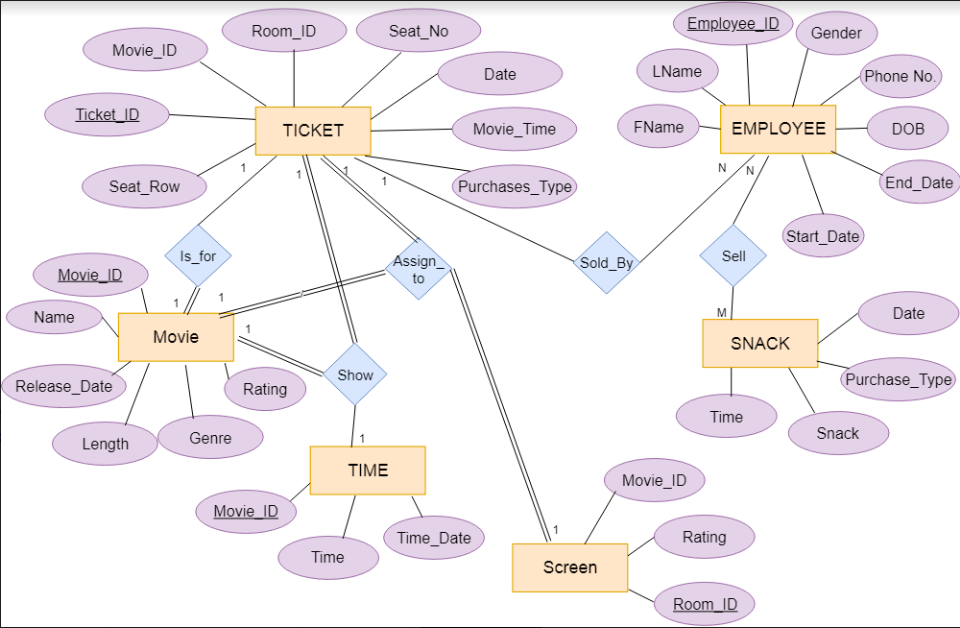 Employee_ID
Room_ID
Seat_No
Gender
Movie_ID
LName
Date
Phone No.
Ticket_ID
TICKET
Movie_Time
FName
EMPLOYEE
DOB
1
1
1
1
N
N
Seat_Row
Purchases_Type
End_Date
Start_Date
Is_for
Assign_
to
Sold_By
Sell
Movie_ID
1
1
Name
1
M
Date
Movie
SNACK
Release_Date
Rating
Show
Purchase_Type
Time
Length
Genre
1
Snack
TIME
Movie_ID
Movie_ID
Time
Time_Date
1
Rating
Screen
Room_ID